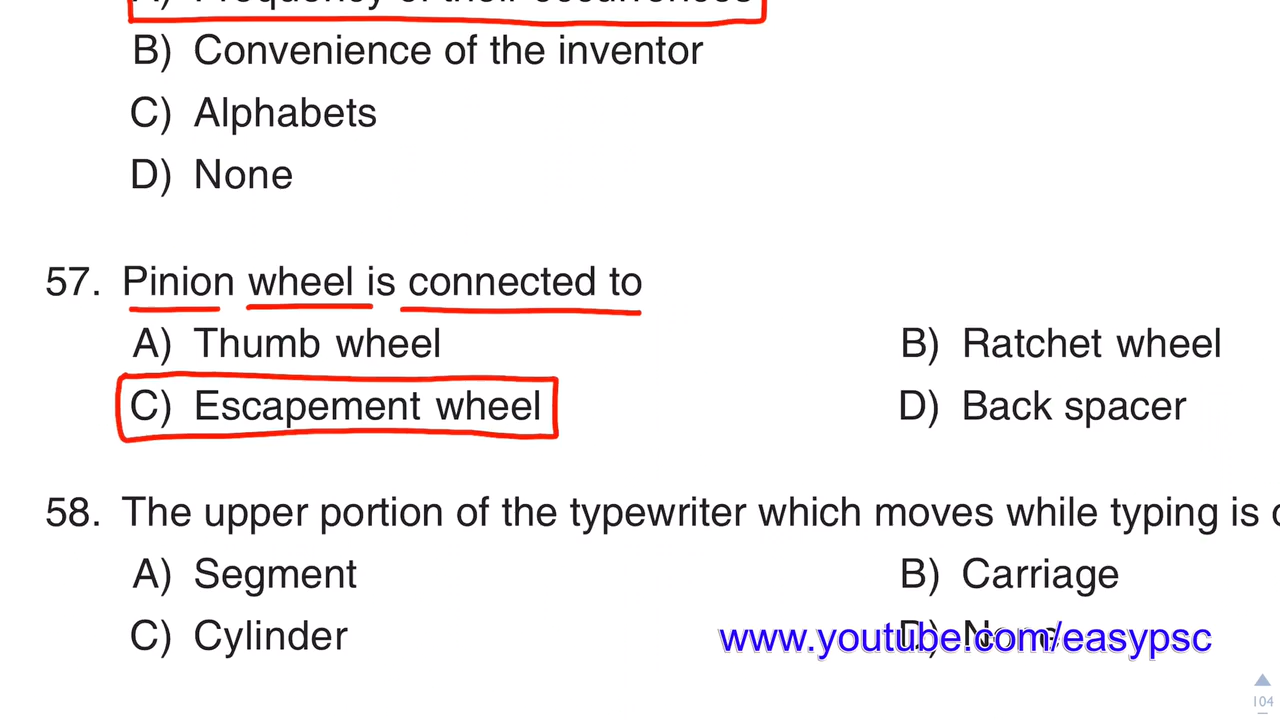 A) Frequency of their occurrences
B) Convenience of the inventor
C) Alphabets
D) None
57. Pinion wheel is connected to
A) Thumb wheel B) Ratchet wheel
C) Escapement wheel D) Back spacer
58. The upper portion of the typewriter which moves while typing is
A) Segment B) Carriage
C) Cylinder D) None
www.youtube.com/easypsc
104